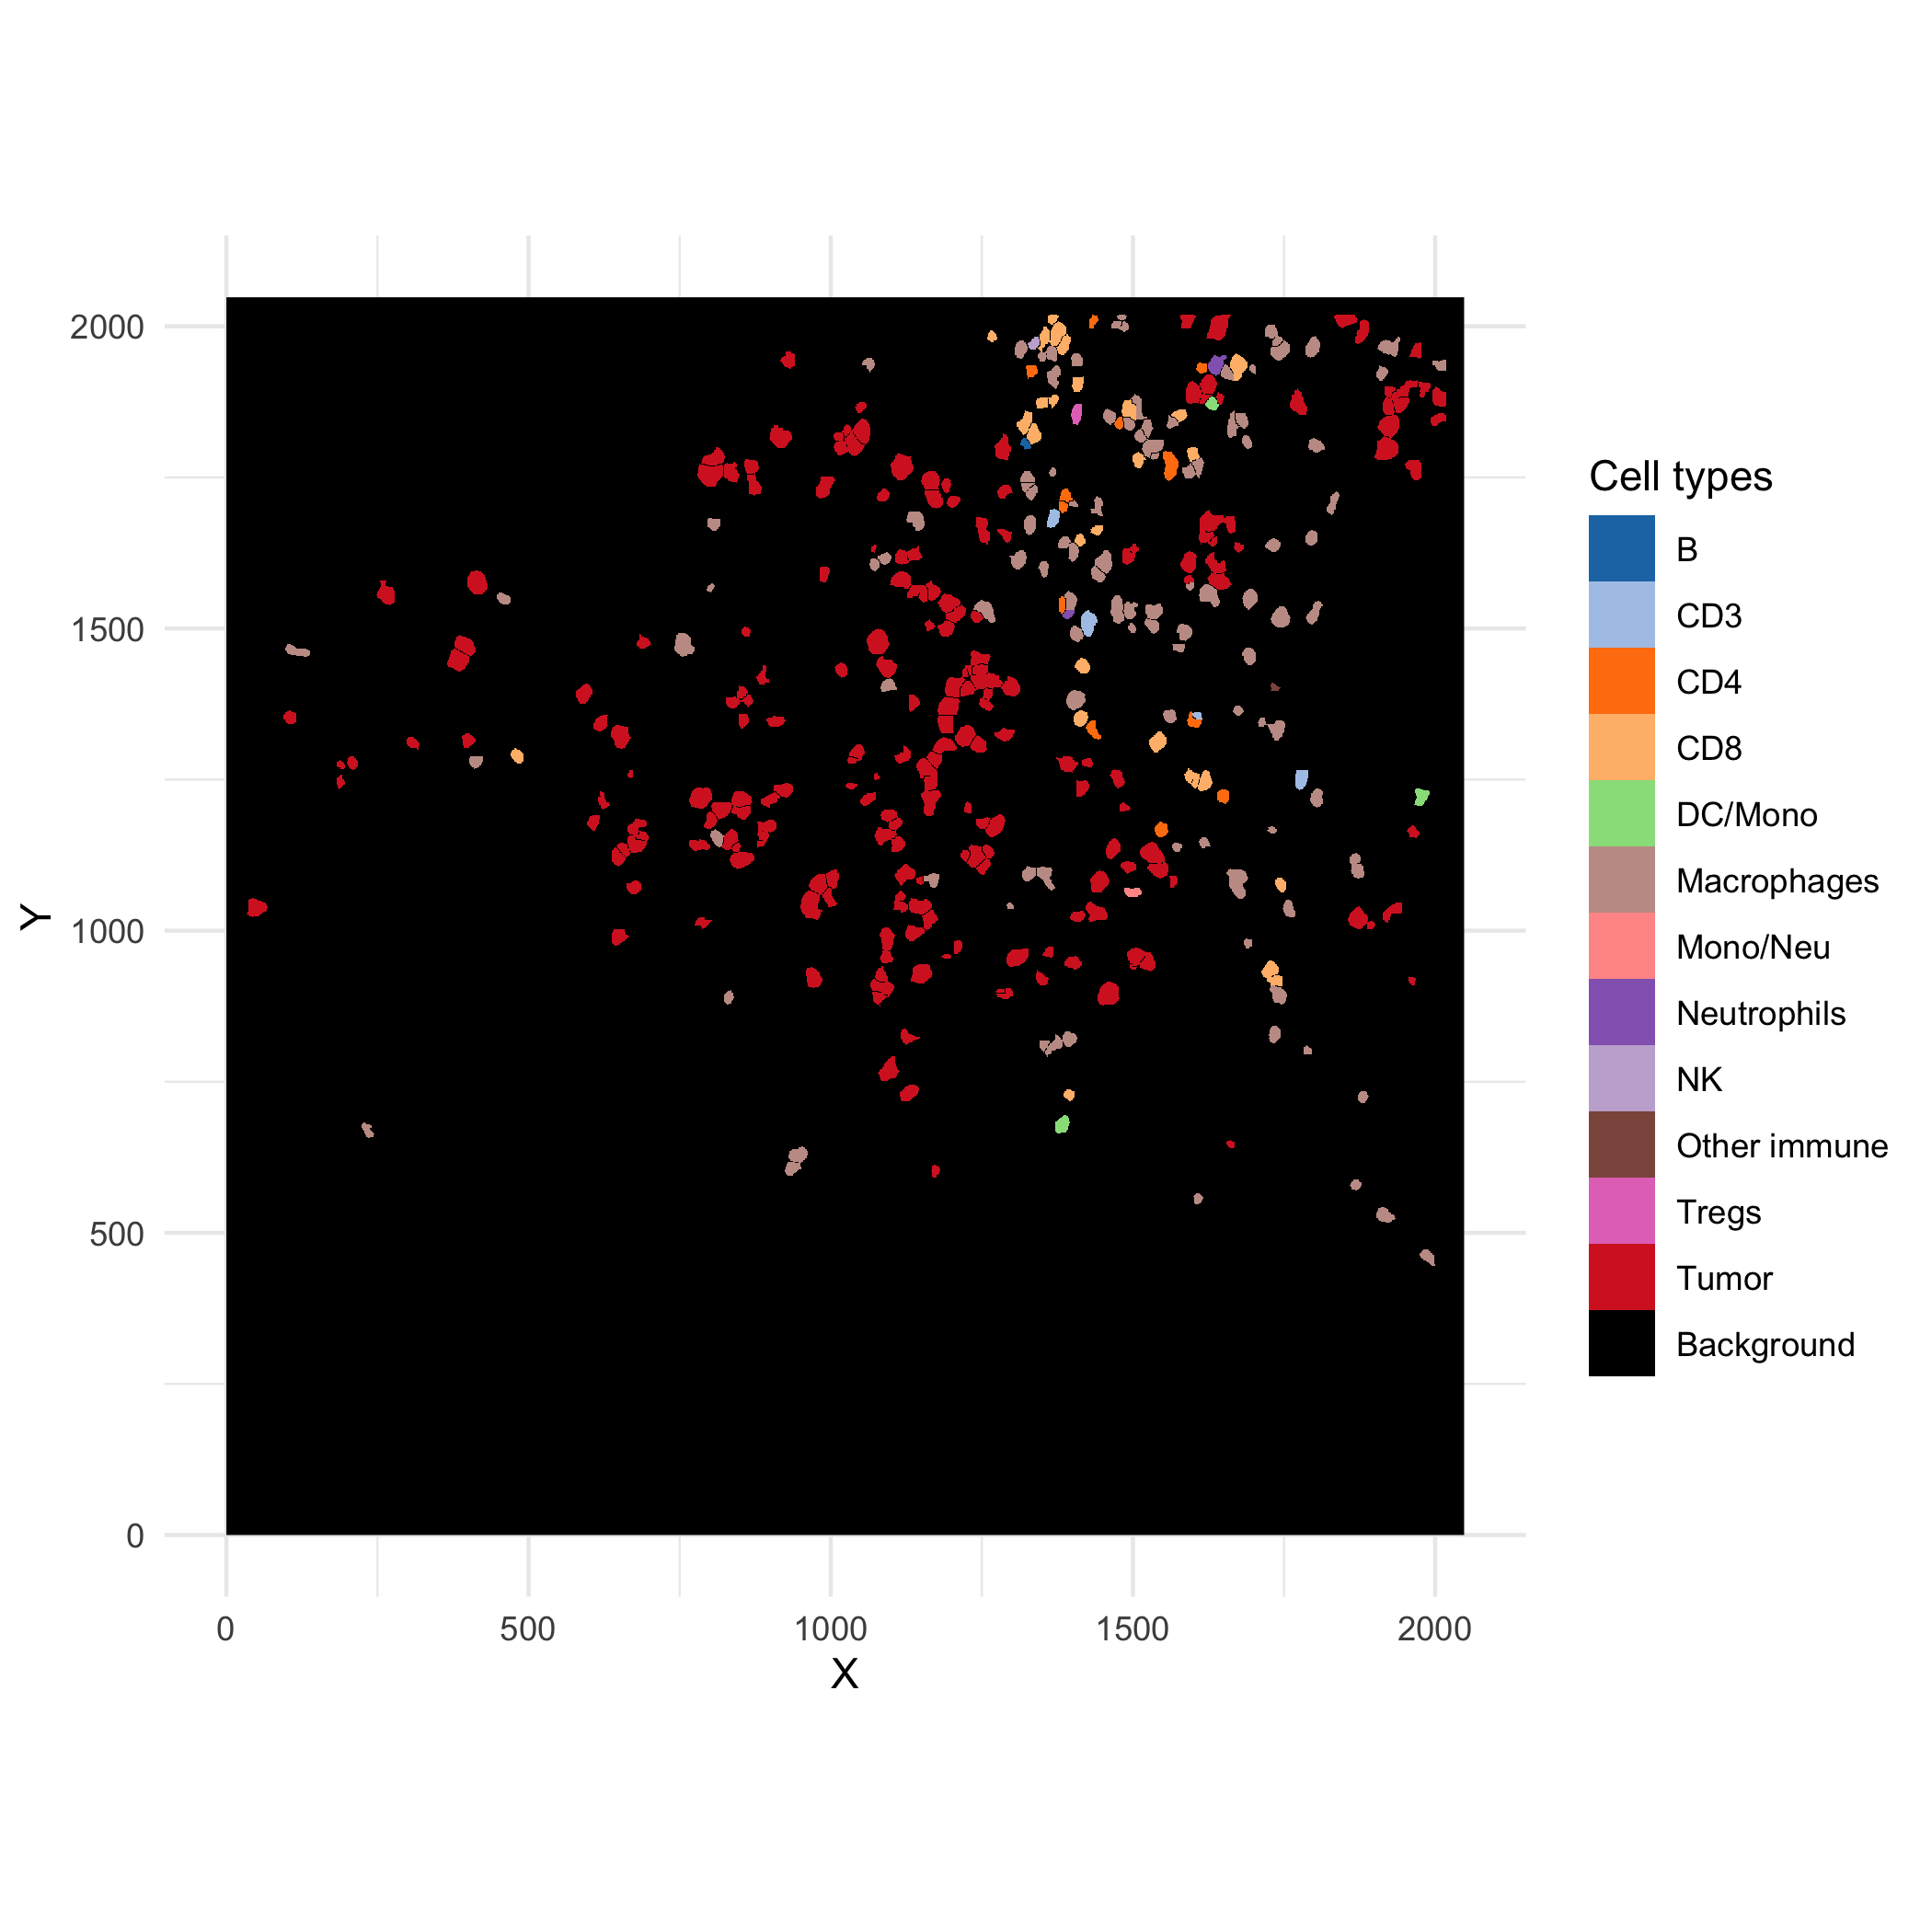 2000
1500
1000
500
0
Y
0 500 1000 1500 2000
X
Cell types
B
CD3
CD4
CD8
DC/Mono
Macrophages
Mono/Neu
Neutrophils
NK
Other immune
Tregs
Tumor
Background